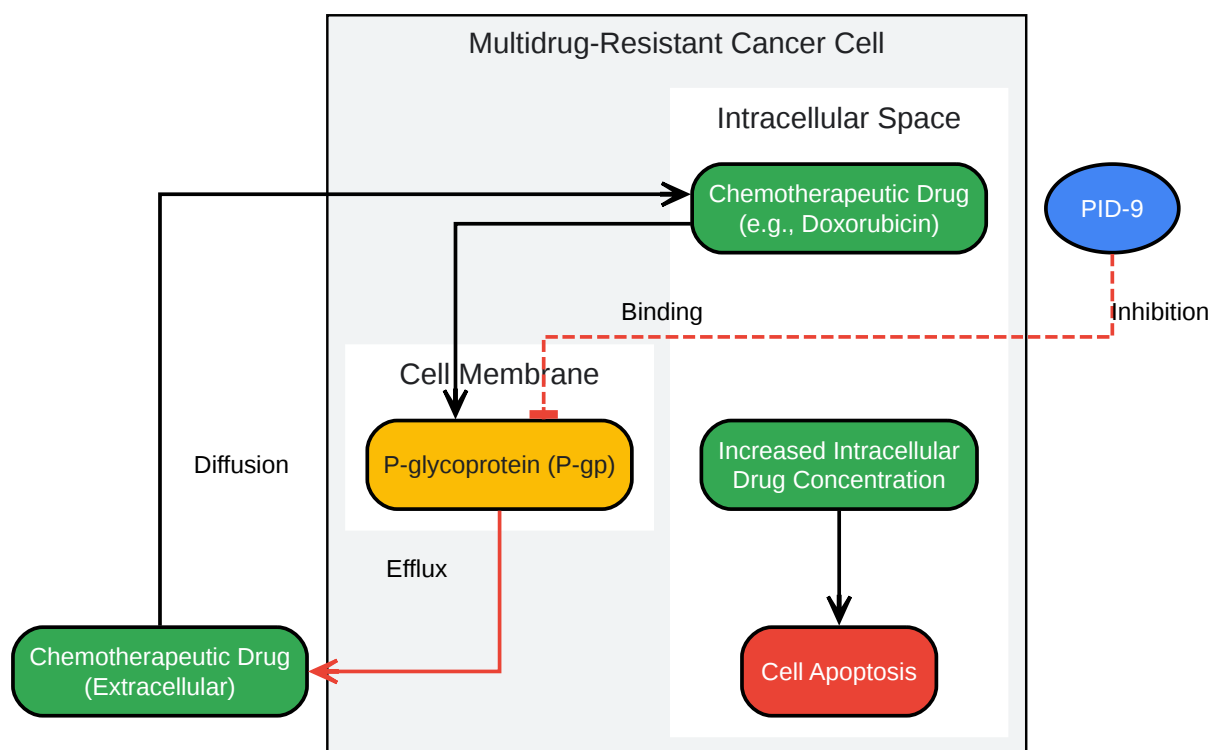 Multidrug-Resistant Cancer Cell
Intracellular Space
Chemotherapeutic Drug
(e.g., Doxorubicin)
PID-9
Binding
Inhibition
Cell Membrane
P-glycoprotein (P-gp)
Increased Intracellular
Drug Concentration
Diffusion
Efflux
Chemotherapeutic Drug
(Extracellular)
Cell Apoptosis